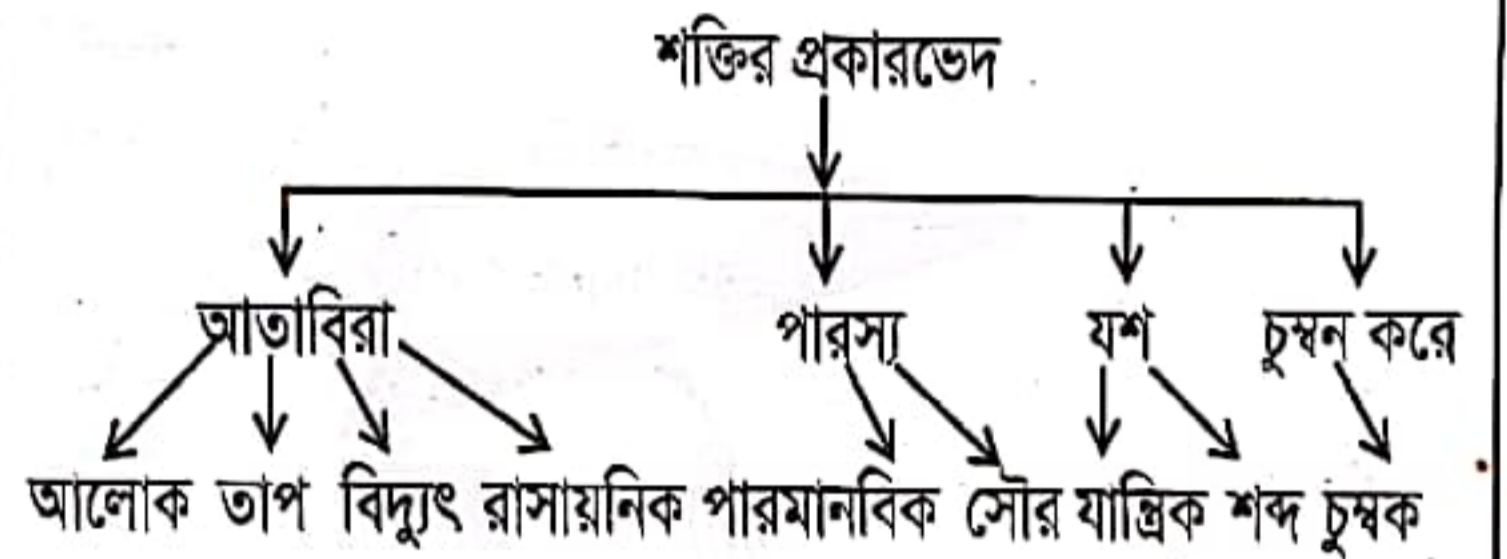 শক্তির প্রকারভেদ
আতাবিরা পারস্য যশ চুম্বন করে
আলোক তাপ বিদ্যুৎ রাসায়নিক পারমানবিক সৌর যান্ত্রিক শব্দ চুম্বক